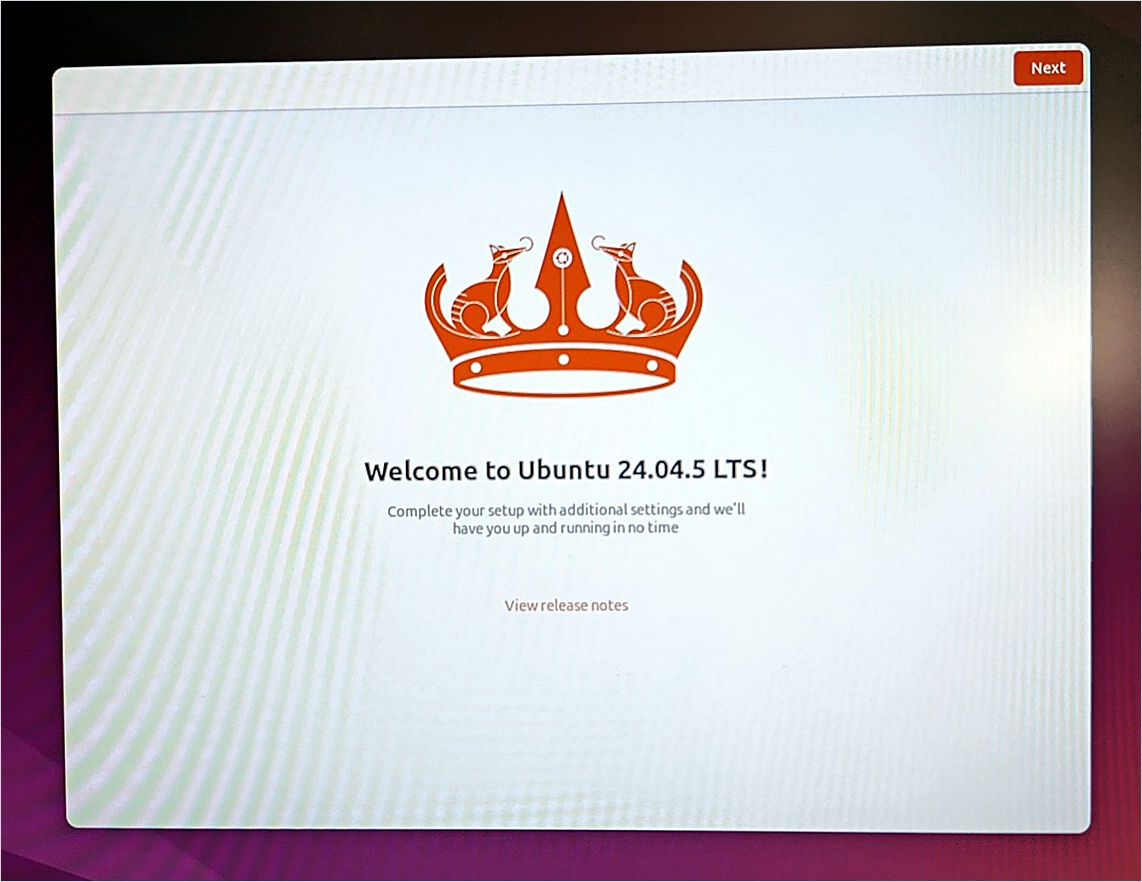 Next
Welcome to Ubuntu 24.04.5 LTS!
Complete your setup with additional settings and we'll
have you up and running in no time
View release notes